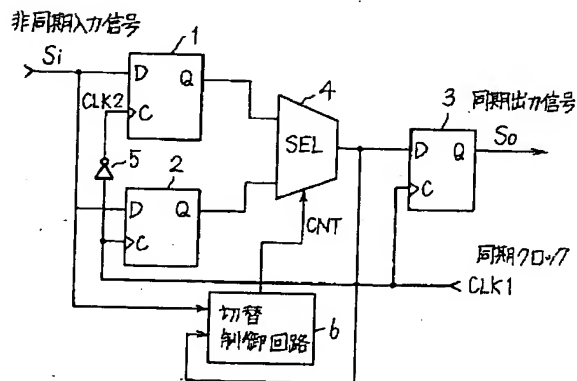 非同期入力信号
Si
1
D Q
CLK2
C
5
2
D Q
C
4
SEL
CNT
3
同期出力信号
D Q
So
C
同期クロック
CLK1
切替
制御回路
6